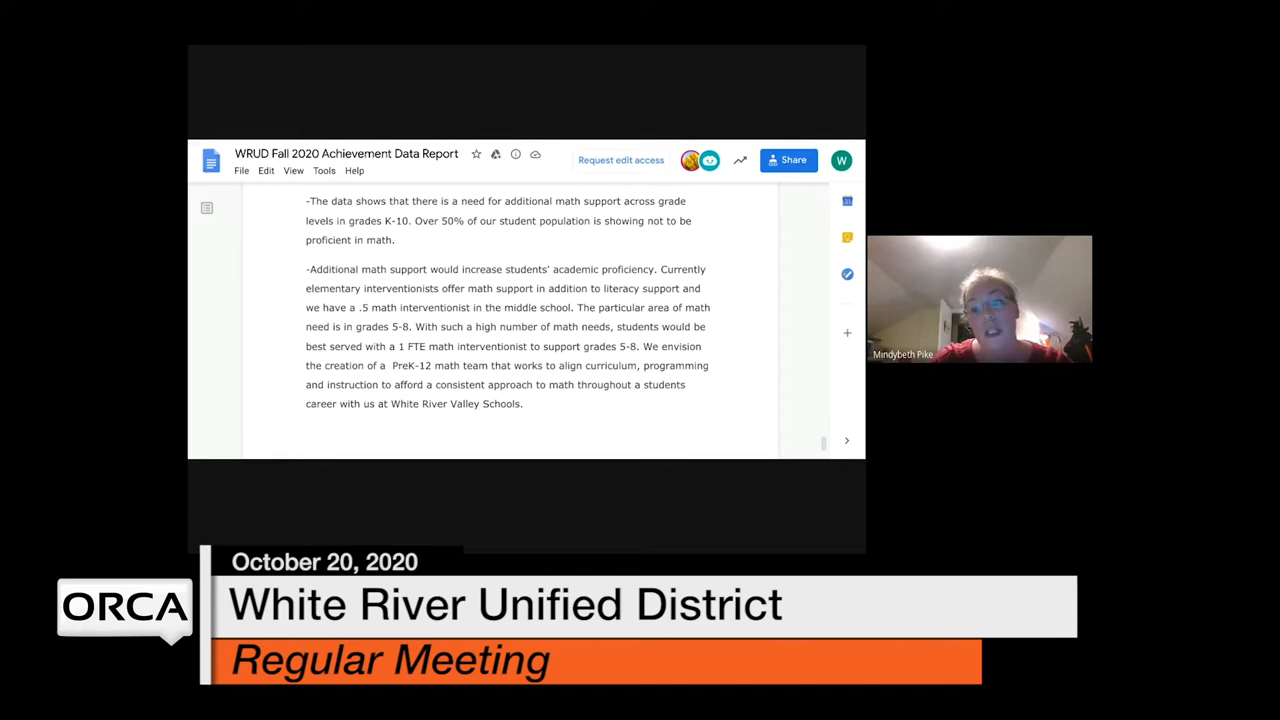 WRUD Fall 2020 Achievement Data Report
File Edit View Tools Help
Request edit access
Share
W
-The data shows that there is a need for additional math support across grade
levels in grades K-10. Over 50% of our student population is showing not to be
proficient in math.
-Additional math support would increase students' academic proficiency. Currently
elementary interventionists offer math support in addition to literacy support and
we have a .5 math interventionist in the middle school. The particular area of math
need is in grades 5-8. With such a high number of math needs, students would be
best served with a 1 FTE math interventionist to support grades 5-8. We envision
the creation of a PreK-12 math team that works to align curriculum, programming
and instruction to afford a consistent approach to math throughout a students
career with us at White River Valley Schools.
31
Mindybeth Pike
October 20, 2020
ORCA
White River Unified District
Regular Meeting